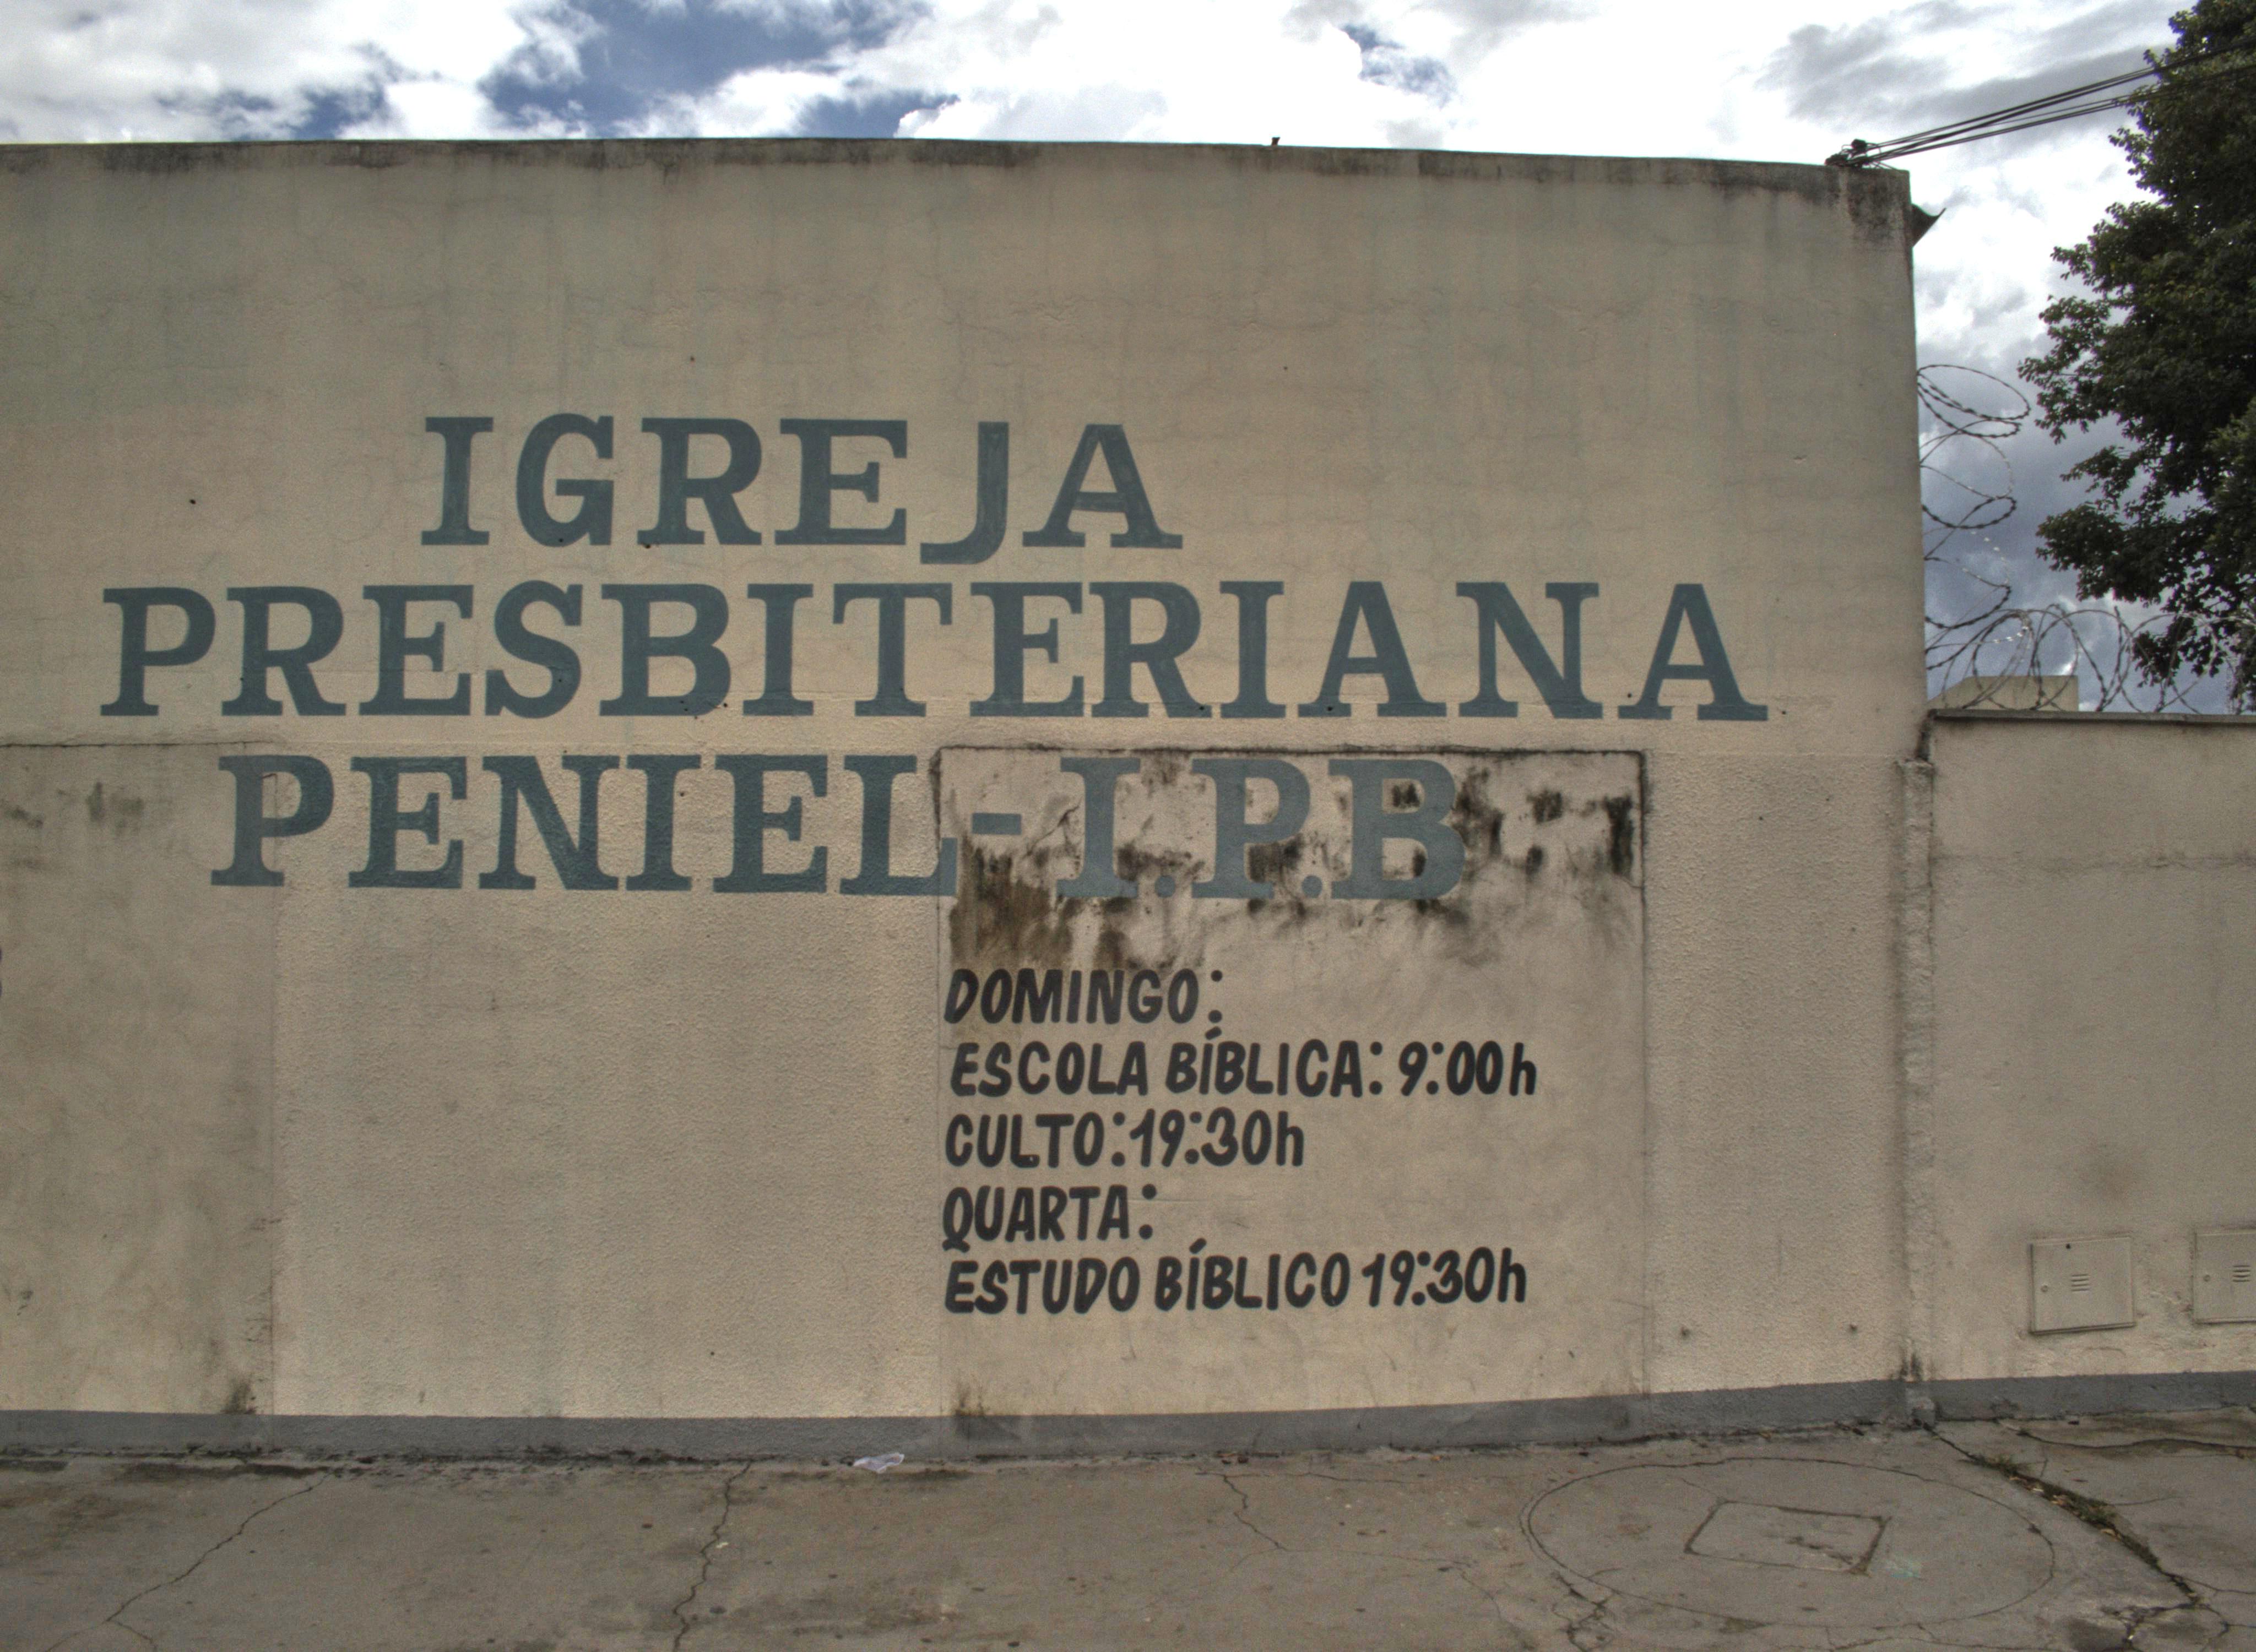 IGREJA
PRESBITERIANA
PENIEL - I.P.B
DOMINGO:
ESCOLA BÍBLICA: 9:00h
CULTO: 19:30h
QUARTA:
ESTUDO BÍBLICO 19:30h